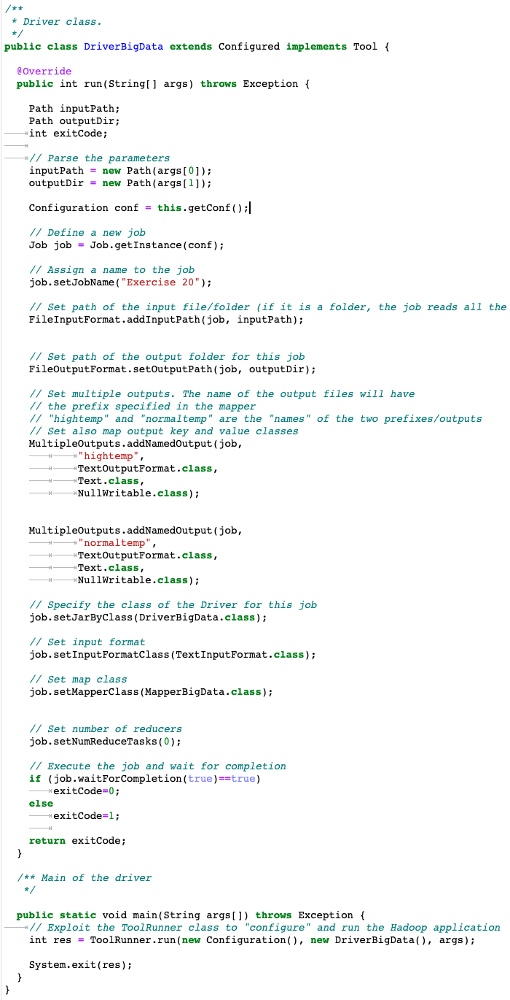 /**
 * Driver class.
 */
public class DriverBigData extends Configured implements Tool {

  @Override
  public int run(String[] args) throws Exception {

    Path inputPath;
    Path outputDir;
    int exitCode;

    // Parse the parameters
    inputPath = new Path(args[0]);
    outputDir = new Path(args[1]);

    Configuration conf = this.getConf();

    // Define a new job
    Job job = Job.getInstance(conf);

    // Assign a name to the job
    job.setJobName("Exercise 20");

    // Set path of the input file/folder (if it is a folder, the job reads all the
    FileInputFormat.addInputPath(job, inputPath);


    // Set path of the output folder for this job
    FileOutputFormat.setOutputPath(job, outputDir);

    // Set multiple outputs. The name of the output files will have
    // the prefix specified in the mapper
    // "hightemp" and "normaltemp" are the "names" of the two prefixes/outputs
    // Set also map output key and value classes
    MultipleOutputs.addNamedOutput(job,
            "hightemp",
            TextOutputFormat.class,
            Text.class,
            NullWritable.class);


    MultipleOutputs.addNamedOutput(job,
            "normaltemp",
            TextOutputFormat.class,
            Text.class,
            NullWritable.class);

    // Specify the class of the Driver for this job
    job.setJarByClass(DriverBigData.class);

    // Set input format
    job.setInputFormatClass(TextInputFormat.class);

    // Set map class
    job.setMapperClass(MapperBigData.class);


    // Set number of reducers
    job.setNumReduceTasks(0);

    // Execute the job and wait for completion
    if (job.waitForCompletion(true)==true)
        exitCode=0;
    else
        exitCode=1;

    return exitCode;
  }

  /** Main of the driver
   */

  public static void main(String args[]) throws Exception {
    // Exploit the ToolRunner class to "configure" and run the Hadoop application
    int res = ToolRunner.run(new Configuration(), new DriverBigData(), args);

    System.exit(res);
  }
}